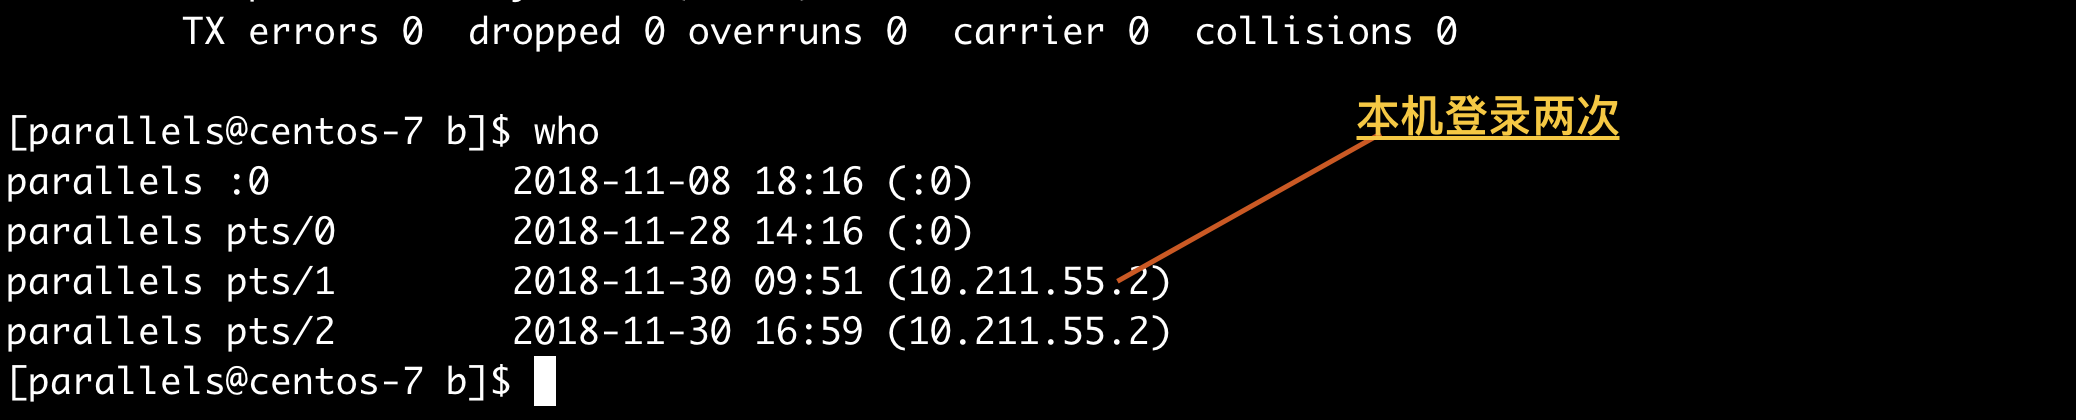 TX errors 0  dropped 0 overruns 0  carrier 0  collisions 0
本机登录两次
[parallels@centos-7 b]$ who
parallels :0           2018-11-08 18:16 (:0)
parallels pts/0        2018-11-28 14:16 (:0)
parallels pts/1        2018-11-30 09:51 (10.211.55.2)
parallels pts/2        2018-11-30 16:59 (10.211.55.2)
[parallels@centos-7 b]$